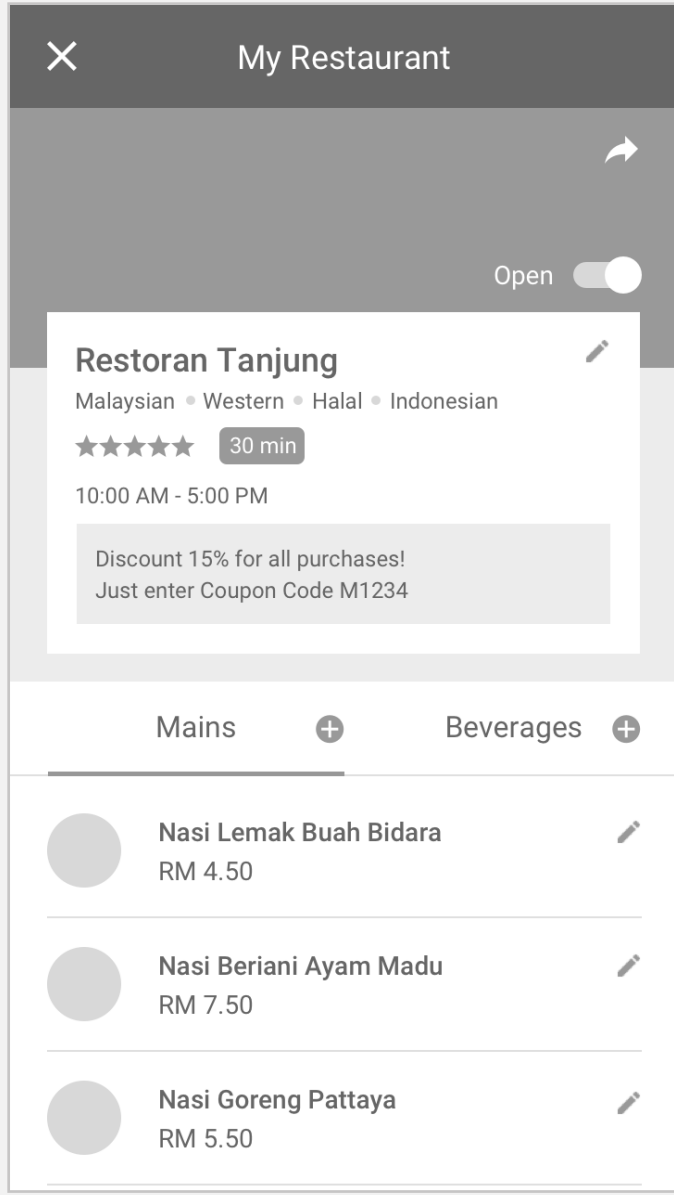 My Restaurant
Open
Restoran Tanjung
Malaysian Western Halal Indonesian
30 min
10:00 AM - 5:00 PM
Discount 15% for all purchases!
Just enter Coupon Code M1234
Mains Beverages
Nasi Lemak Buah Bidara
RM 4.50
Nasi Beriani Ayam Madu
RM 7.50
Nasi Goreng Pattaya
RM 5.50